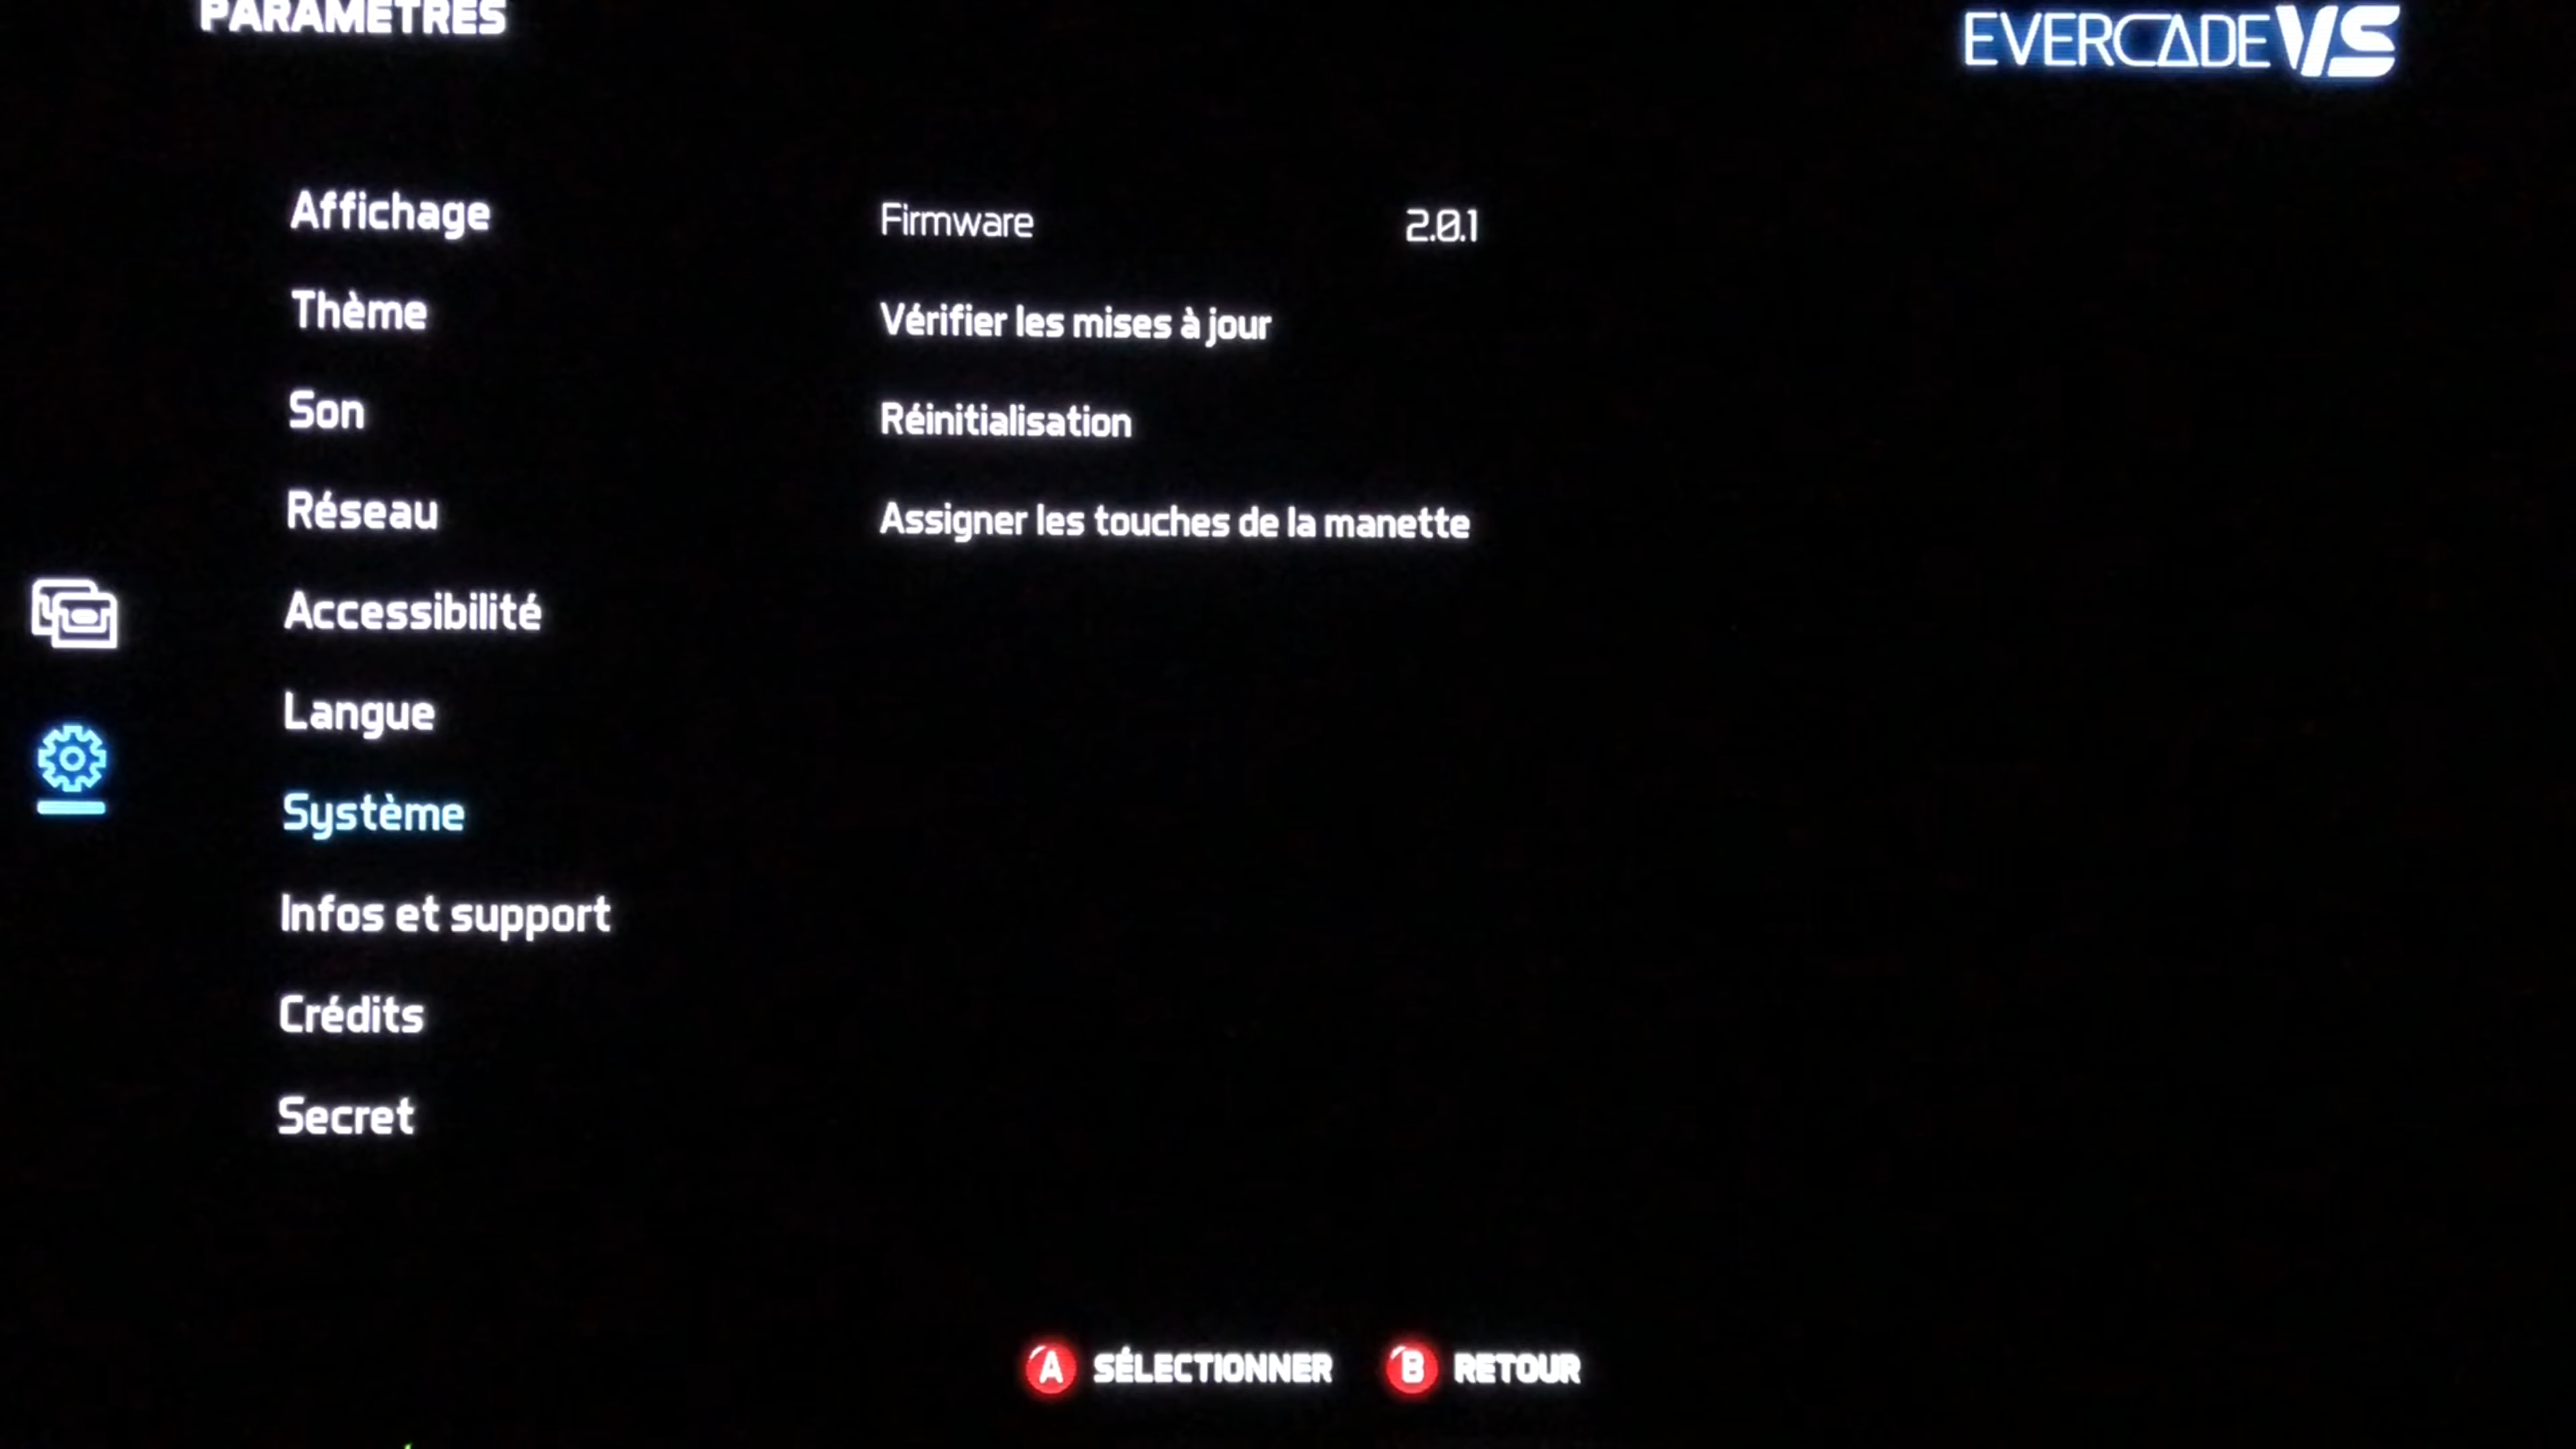 PARAMÈTRES
EVERCADE VS
Affichage
Thème
Son
Réseau
Accessibilité
Langue
Système
Infos et support
Crédits
Secret
Firmware 2.0.1
Vérifier les mises à jour
Réinitialisation
Assigner les touches de la manette
A SÉLECTIONNER B RETOUR